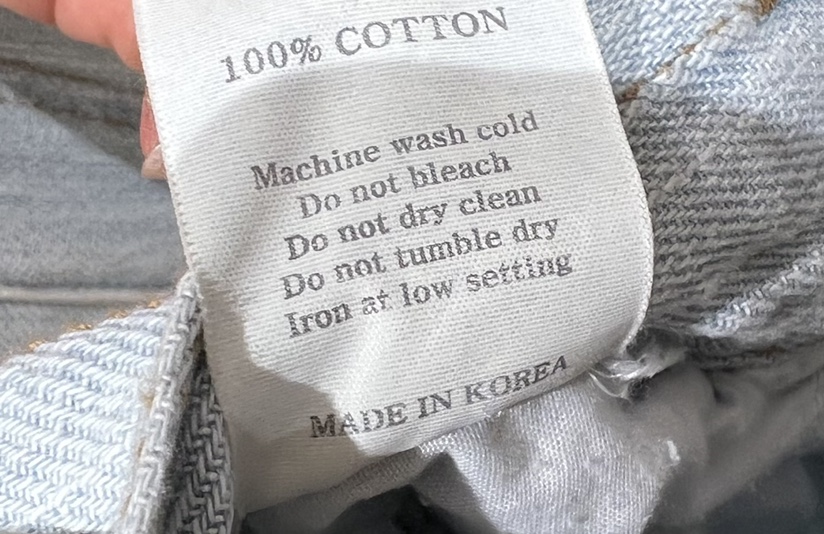 100% COTTON
Machine wash cold
Do not bleach
Do not dry clean
Do not tumble dry
Iron at low setting
MADE IN KOREA